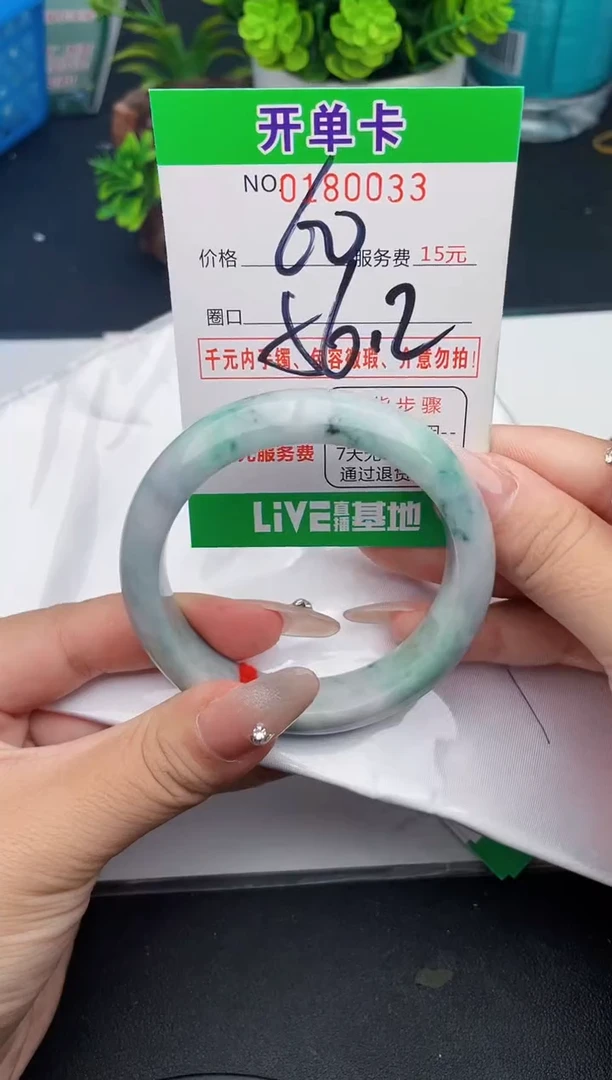 开单卡
NO.0180033
价格 600 服务费 15元
圈口 56.2
千元内手镯、包容微瑕、介意勿拍!
步骤
元服务费
7天
通过退货
LiVE直播基地